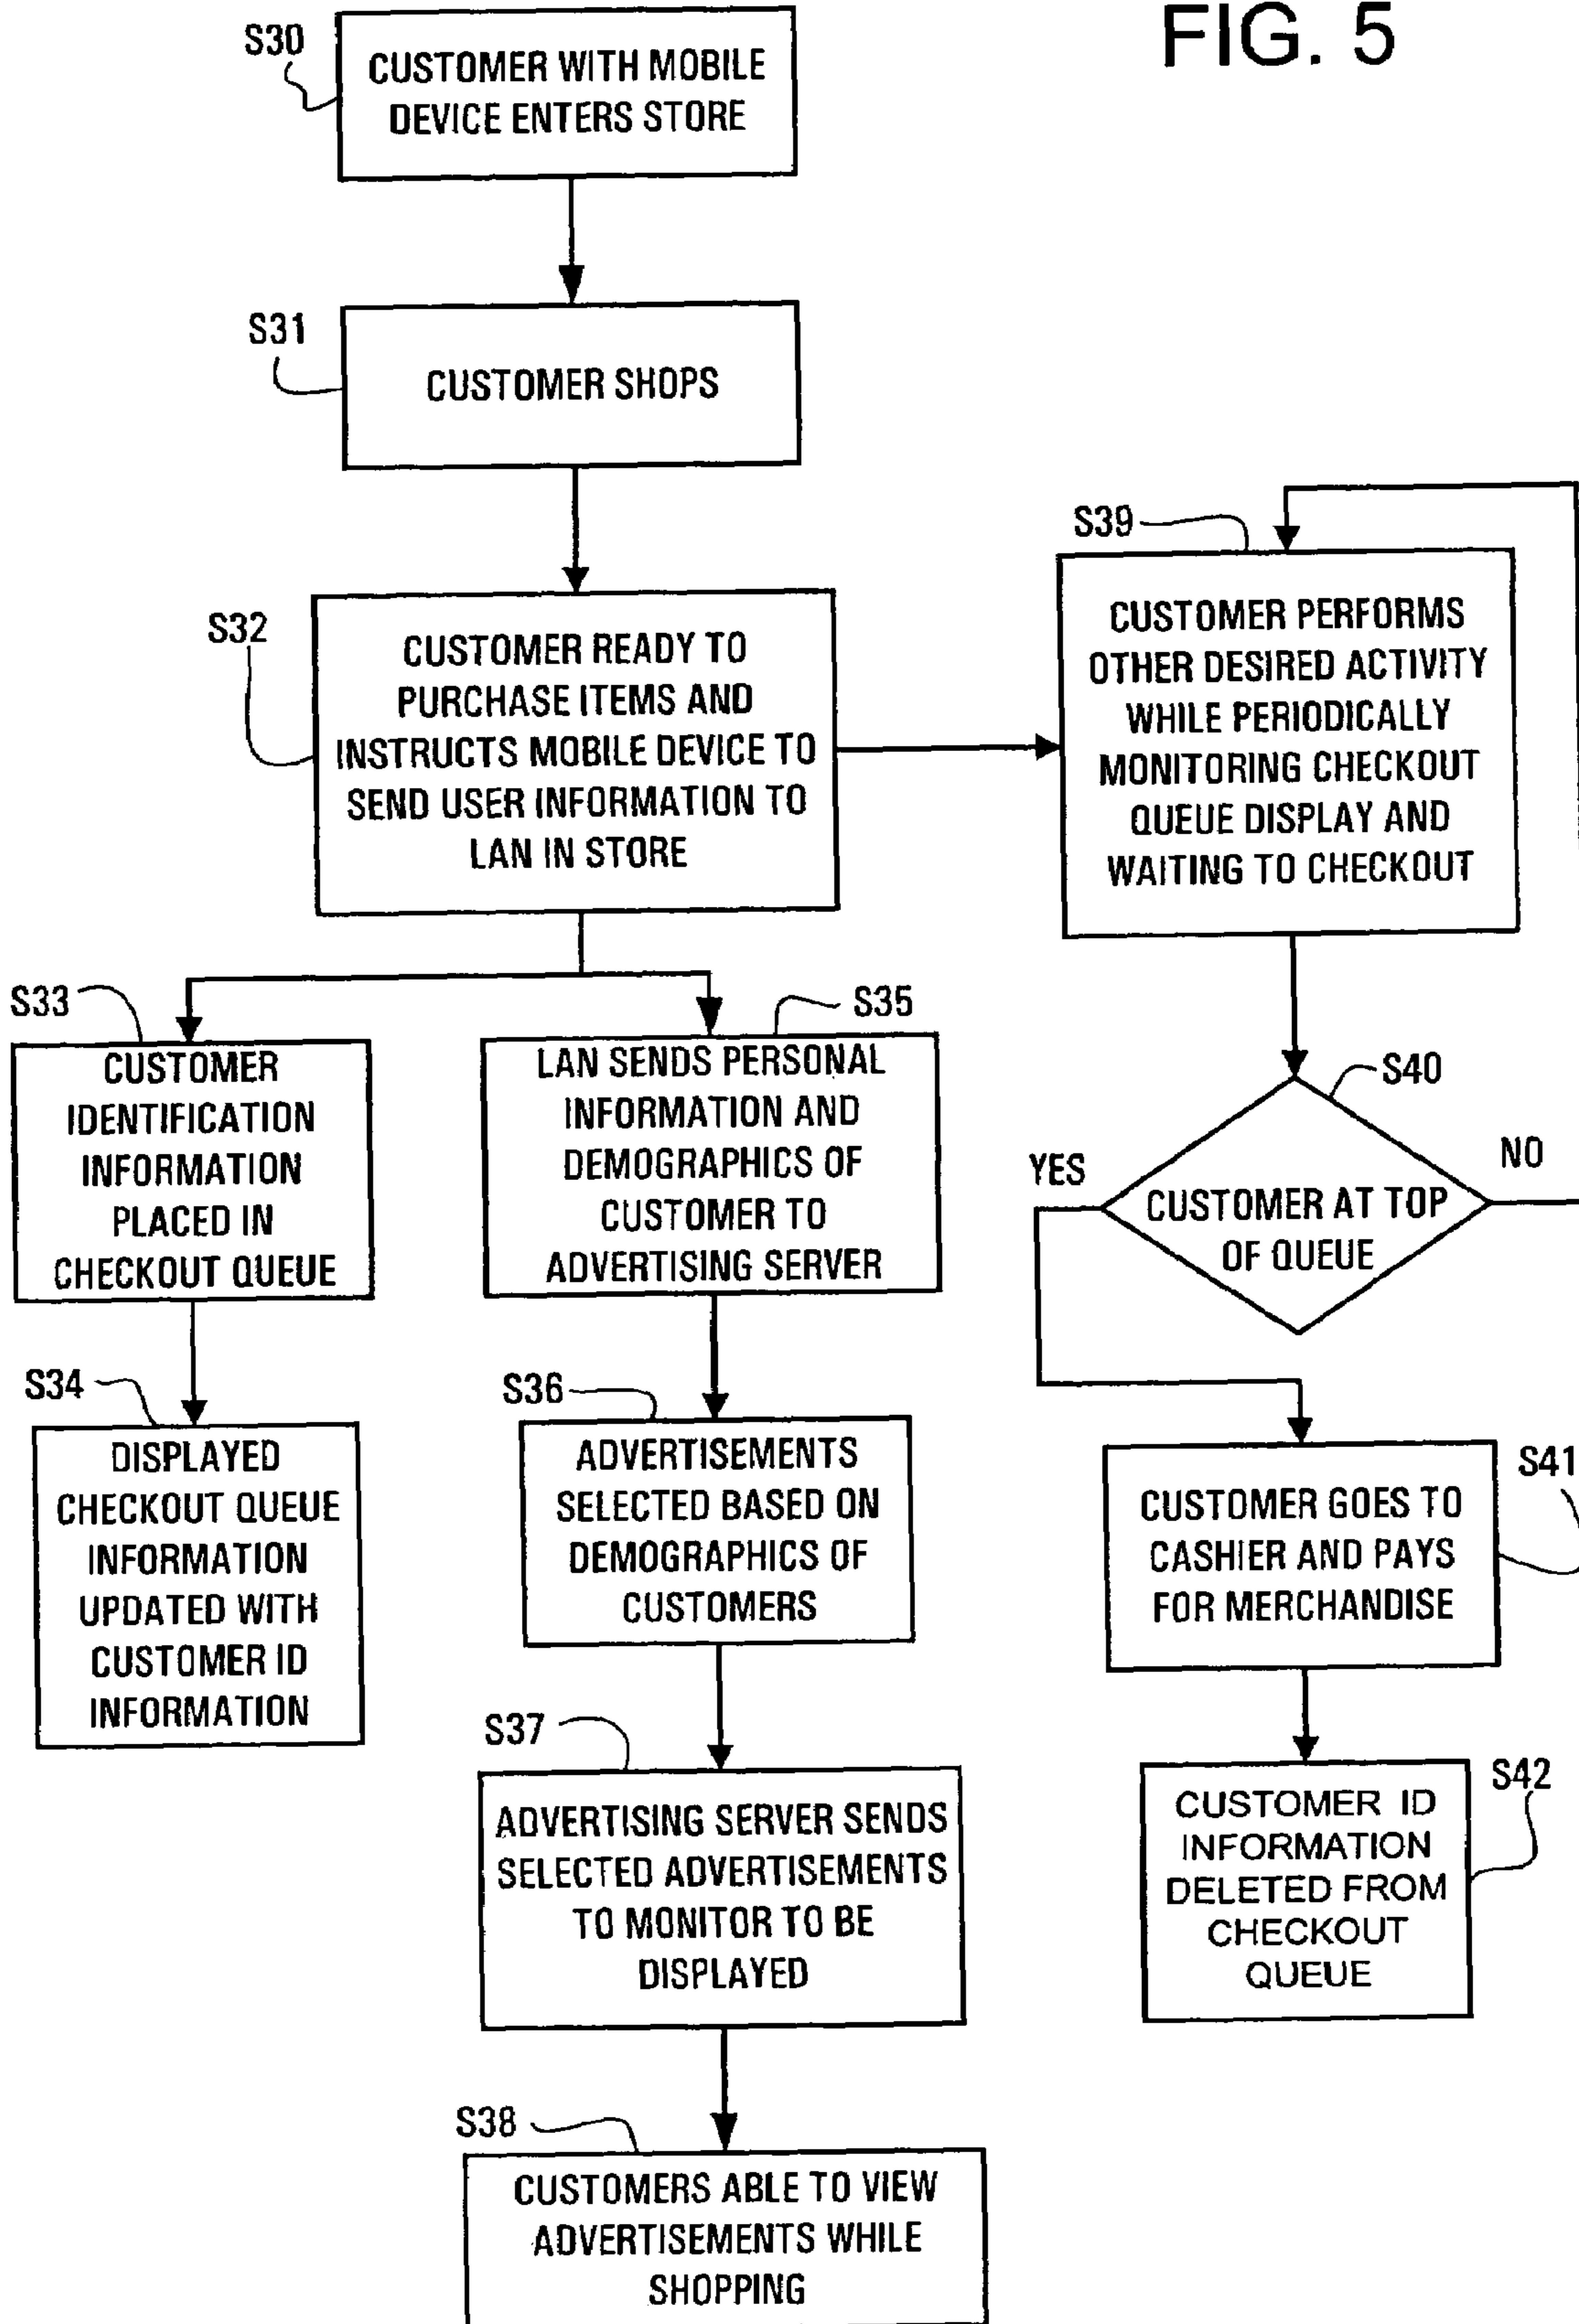 FIG. 5
S30
CUSTOMER WITH MOBILE
DEVICE ENTERS STORE
S31
CUSTOMER SHOPS
S32
CUSTOMER READY TO
PURCHASE ITEMS AND
INSTRUCTS MOBILE DEVICE TO
SEND USER INFORMATION TO
LAN IN STORE
S39
CUSTOMER PERFORMS
OTHER DESIRED ACTIVITY
WHILE PERIODICALLY
MONITORING CHECKOUT
QUEUE DISPLAY AND
WAITING TO CHECKOUT
S33
CUSTOMER
IDENTIFICATION
INFORMATION
PLACED IN
CHECKOUT QUEUE
S35
LAN SENDS PERSONAL
INFORMATION AND
DEMOGRAPHICS OF
CUSTOMER TO
ADVERTISING SERVER
S40
YES
NO
CUSTOMER AT TOP
OF QUEUE
S34
DISPLAYED
CHECKOUT QUEUE
INFORMATION
UPDATED WITH
CUSTOMER ID
INFORMATION
S36
ADVERTISEMENTS
SELECTED BASED ON
DEMOGRAPHICS OF
CUSTOMERS
S41
CUSTOMER GOES TO
CASHIER AND PAYS
FOR MERCHANDISE
S37
ADVERTISING SERVER SENDS
SELECTED ADVERTISEMENTS
TO MONITOR TO BE
DISPLAYED
S42
CUSTOMER ID
INFORMATION
DELETED FROM
CHECKOUT
QUEUE
S38
CUSTOMERS ABLE TO VIEW
ADVERTISEMENTS WHILE
SHOPPING